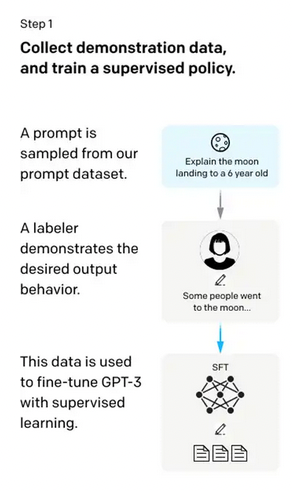 Step 1
Collect demonstration data,
and train a supervised policy.
A prompt is
sampled from our
prompt dataset.
Explain the moon
landing to a 6 year old
A labeler
demonstrates the
desired output
behavior.
Some people went
to the moon...
This data is used
to fine-tune GPT-3
with supervised
learning.
SFT